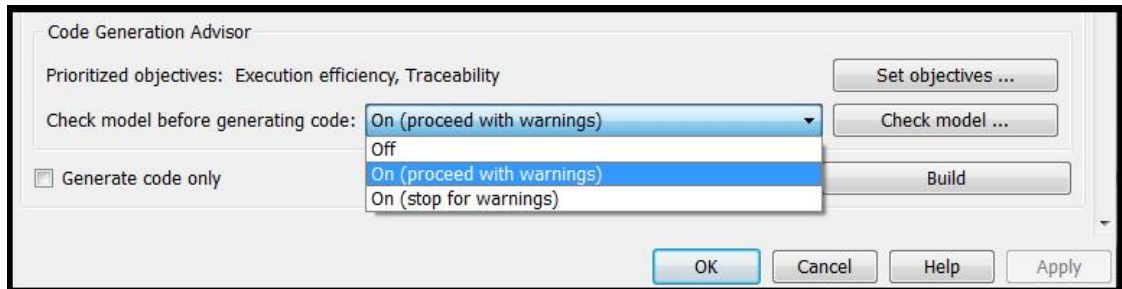 Code Generation Advisor
Prioritized objectives: Execution efficiency, Traceability
Set objectives ...
Check model before generating code: On (proceed with warnings)
Check model ...
Off
On (proceed with warnings)
On (stop for warnings)
Generate code only
Build
OK Cancel Help Apply